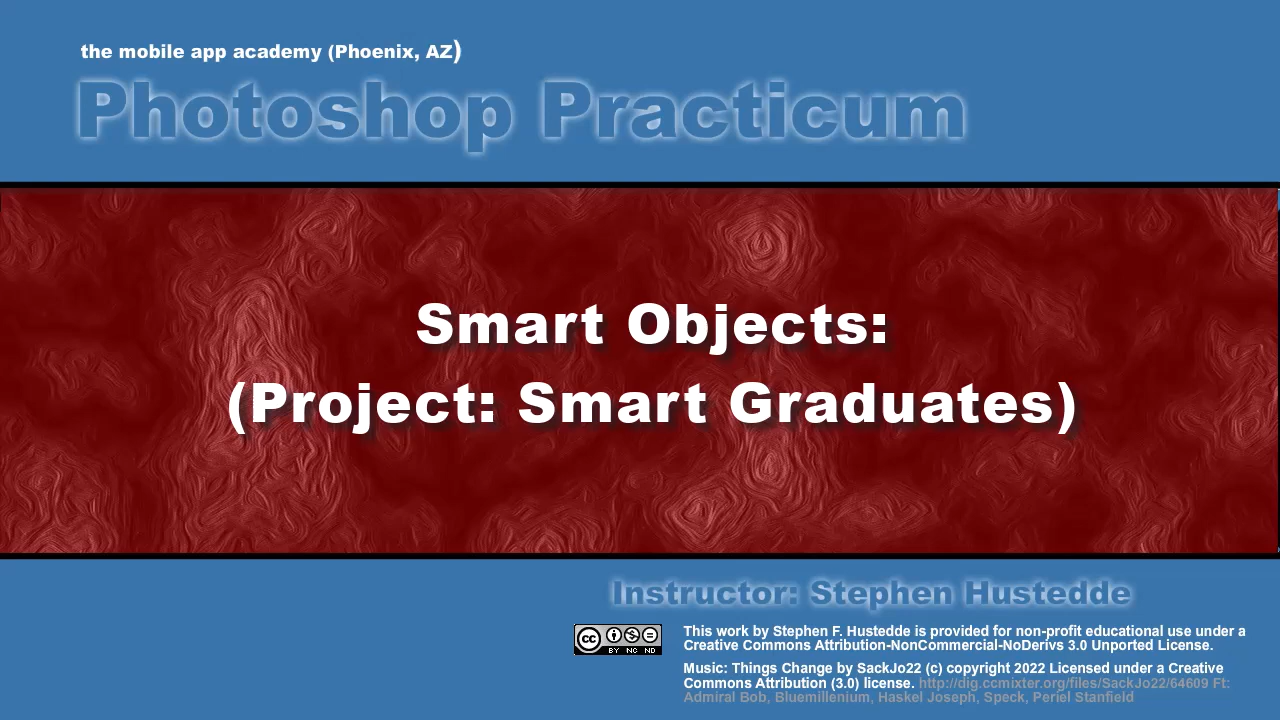 the mobile app academy (Phoenix, AZ)
Photoshop Practicum
Smart Objects:
(Project: Smart Graduates)
Instructor: Stephen Hustedde
cc
BY NC ND
This work by Stephen F. Hustedde is provided for non-profit educational use under a
Creative Commons Attribution-NonCommercial-NoDerivs 3.0 Unported License.
Music: Things Change by SackJo22 (c) copyright 2022 Licensed under a Creative
Commons Attribution (3.0) license. http://dig.ccmixter.org/files/SackJo22/64609 Ft:
Admiral Bob, Bluemillenium, Haskel Joseph, Speck, Periel Stanfield